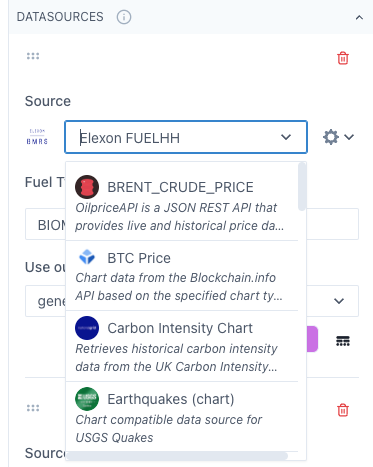 DATASOURCES
Source
ELEXON
BMRS
Elexon FUELHH
Fuel T
BRENT_CRUDE_PRICE
OilpriceAPI is a JSON REST API that
provides live and historical price da...
BIOM
BTC Price
Chart data from the Blockchain.info
API based on the specified chart ty...
Use ou
gene
Carbon Intensity Chart
Retrieves historical carbon intensity
data from the UK Carbon Intensity...
USGS
Earthquakes (chart)
Chart compatible data source for
USGS Quakes
Source